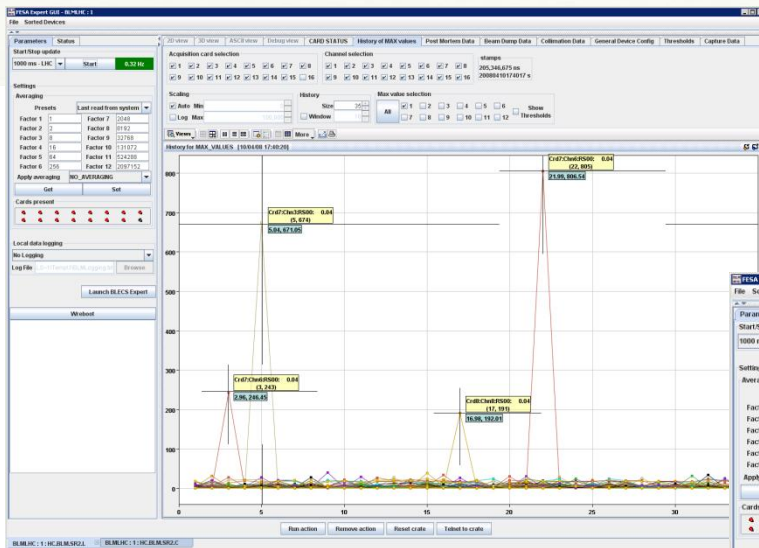 FESA Expert GUI - BLMLHC : 1
File Sorted Devices
Parameters Status
Start/Stop update
1000 ms - LHC Start 0.32 Hz
Settings
Averaging
Presets Last read from system
Factor 1 1 Factor 7 2048
Factor 2 2 Factor 8 8192
Factor 3 8 Factor 9 32768
Factor 4 16 Factor 10 131072
Factor 5 64 Factor 11 524288
Factor 6 256 Factor 12 2097152
Apply averaging NO_AVERAGING
Get Set
Cards present
Local data logging
No Logging
Log File Browse
Launch BLECS Expert
Wreboot
2D view 3D view ASCII view Debug view CARD STATUS History of MAX values Post Mortem Data Beam Dump Data Collimation Data General Device Config Thresholds Capture Data
Acquisition card selection
1 2 3 4 5 6 7 8
9 10 11 12 13 14 15 16
Channel selection
1 2 3 4 5 6 7 8
9 10 11 12 13 14 15 16
stamps
205,346,675 ns
20080410174017 s
Scaling
Auto Min
Log Max
History
Size 35
Window
Max value selection
All
1 2 3 4 5 6
7 8 9 10 11 12
Show
Thresholds
Views More
History for MAX_VALUES [10/04/08 17:40:20]
800
700
600
500
400
300
200
100
0
0 5 10 15 20 25 30
Crd7:Chn6:RS00: 0.04
(22, 805)
21.99, 806.54
Crd7:Chn3:RS00: 0.04
(5, 674)
5.04, 671.05
Crd7:Chn6:RS00: 0.04
(3, 243)
2.96, 246.45
Crd8:Chn8:RS00: 0.04
(17, 191)
16.98, 192.01
Run action Remove action Reset crate Telnet to crate
BLMLHC : 1 : HC.BLM.SR2.L BLMLHC : 1 : HC.BLM.SR2.C
FESA
File So
Param
Start/S
1000 m
Setting
Avera
Fac
Fac
Fac
Fac
Fac
Fac
Apply
Cards